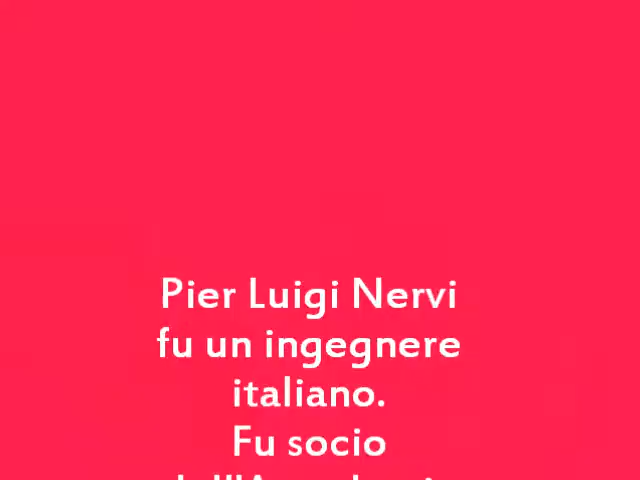 Pier Luigi Nervi
fu un ingegnere
italiano.
Fu socio